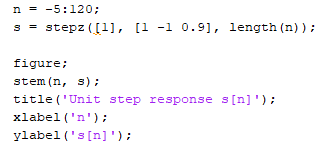 n = -5:120;
s = stepz([1], [1 -1 0.9], length(n));
figure;
stem(n, s);
title('Unit step response s[n]');
xlabel('n');
ylabel('s[n]');